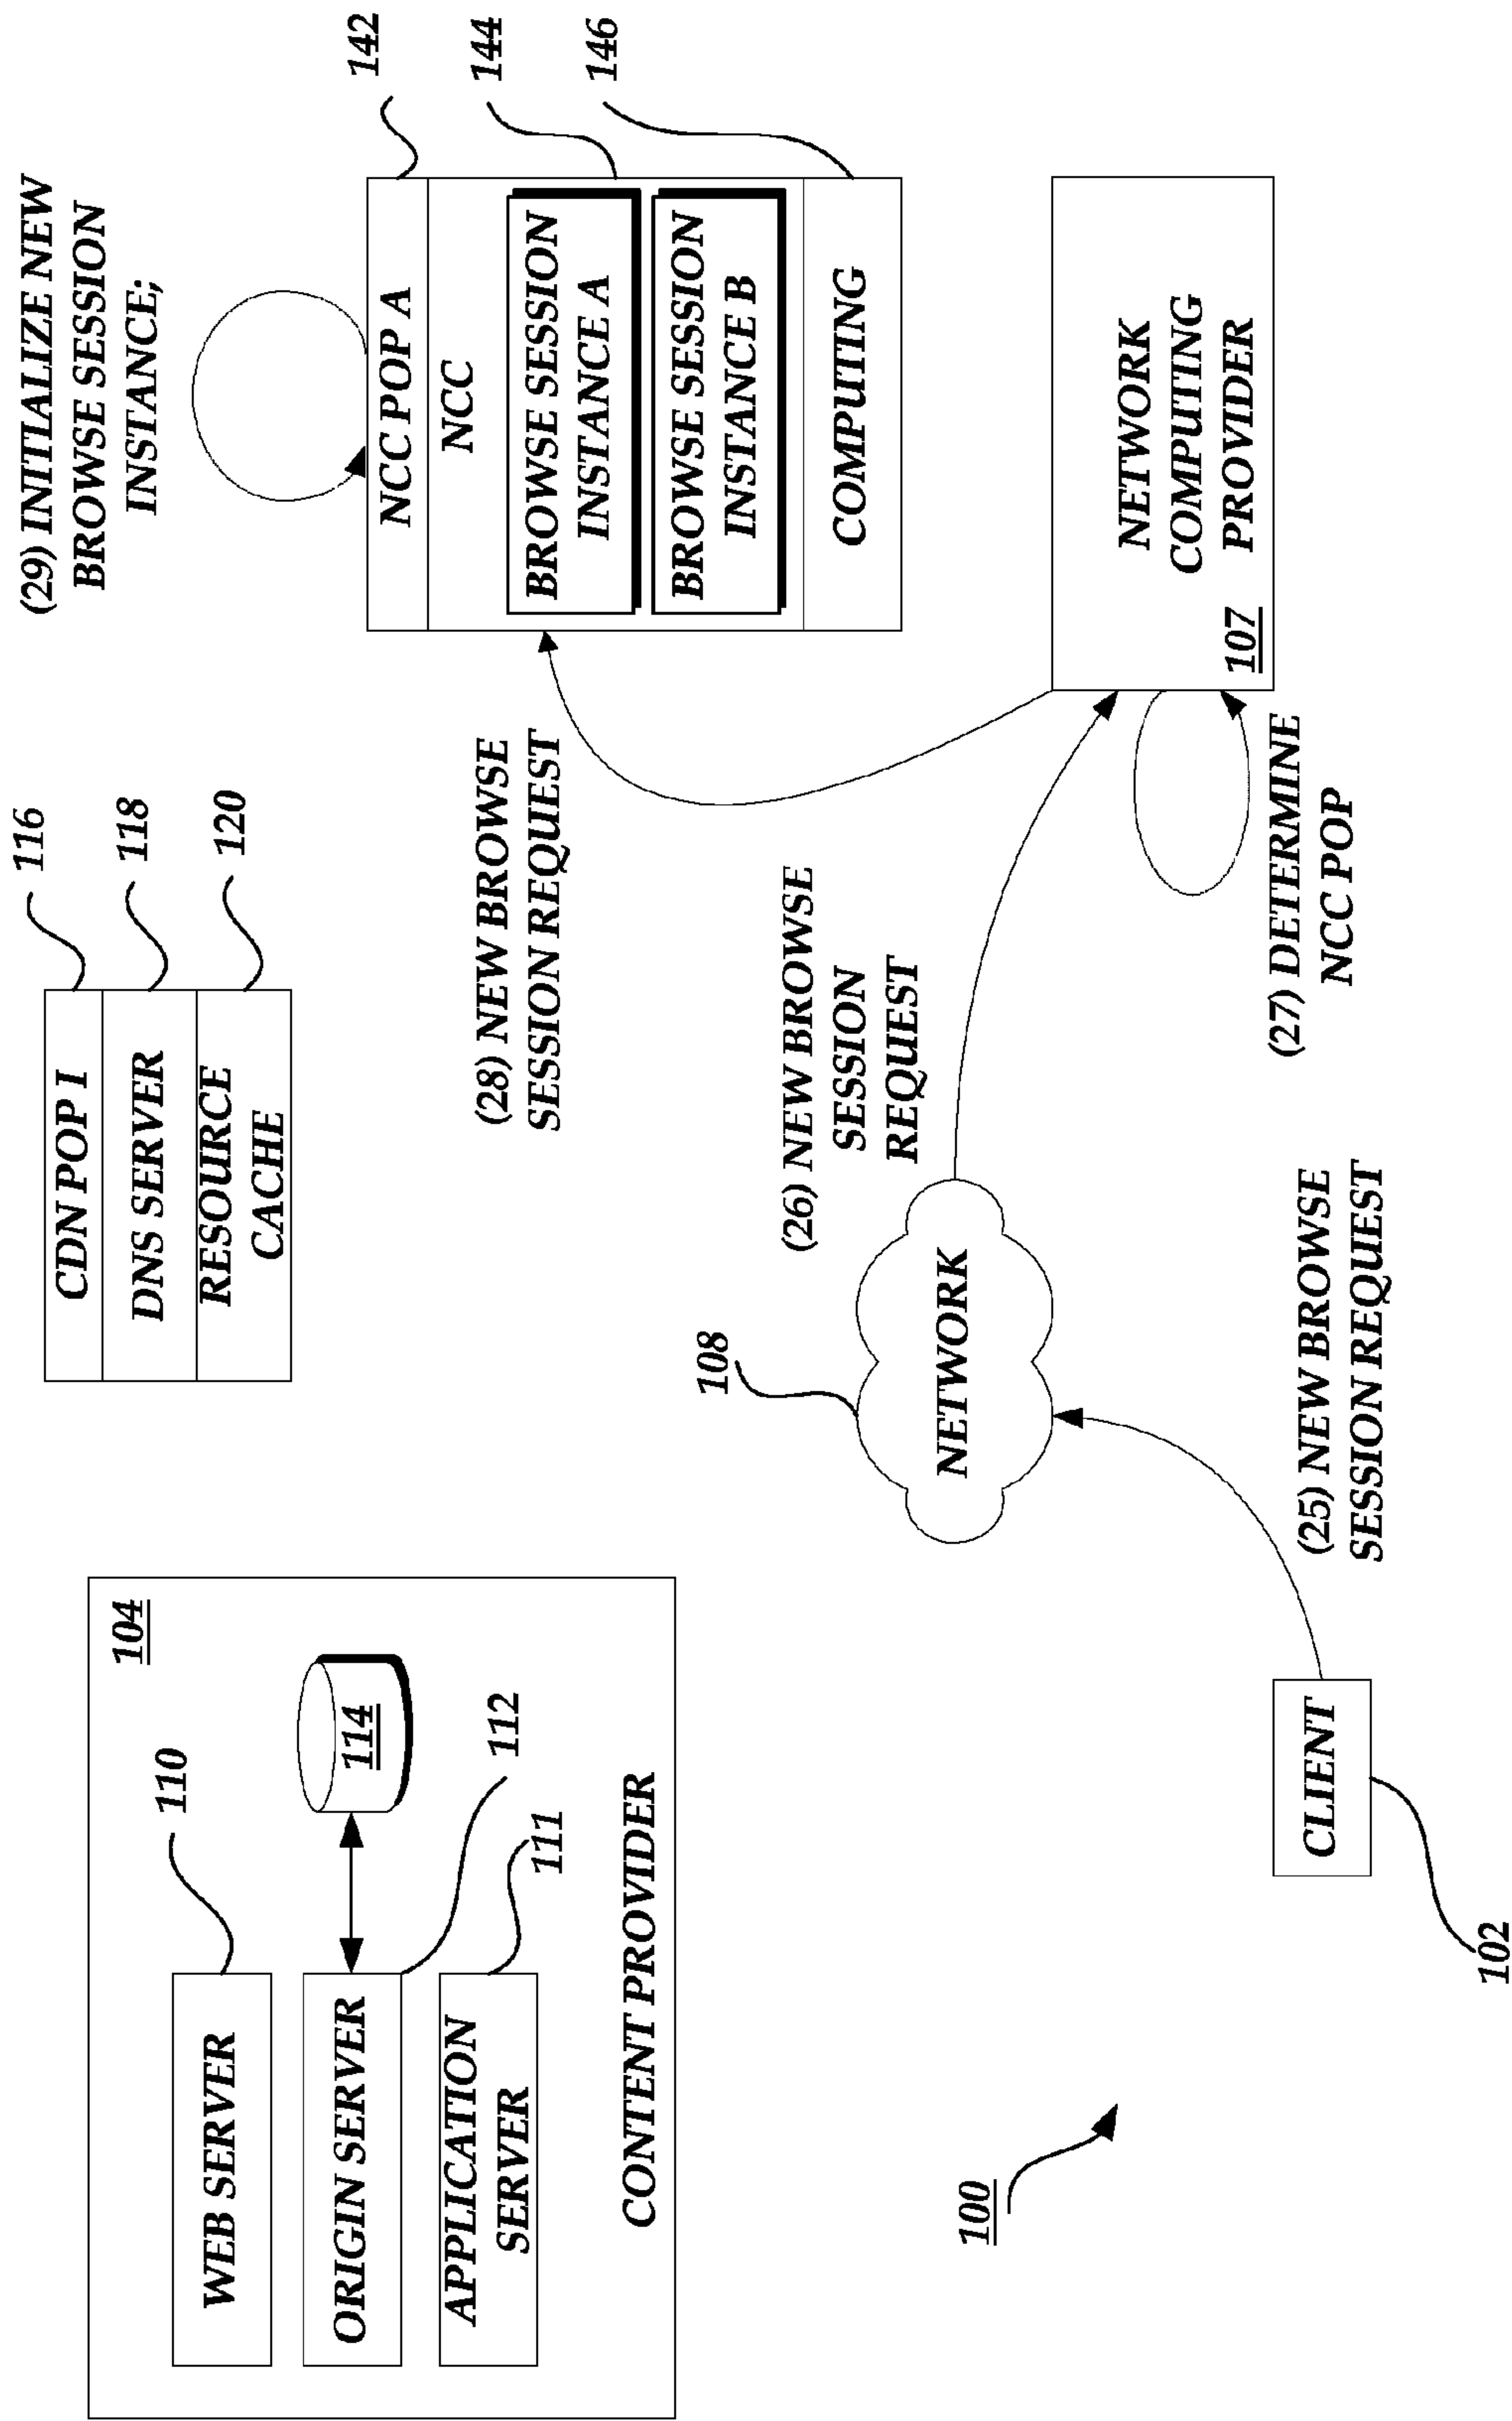 104
110
WEB SERVER
ORIGIN SERVER
114
112
APPLICATION
SERVER
111
CONTENT PROVIDER
CDN POP 1
DNS SERVER
RESOURCE
CACHE
116
118
120
(29) INITIALIZE NEW
BROWSE SESSION
INSTANCE;
NCC POP A
NCC
BROWSE SESSION
INSTANCE A
BROWSE SESSION
INSTANCE B
COMPUTING
142
144
146
(28) NEW BROWSE
SESSION REQUEST
108
NETWORK
(26) NEW BROWSE
SESSION
REQUEST
NETWORK
COMPUTING
PROVIDER
107
(27) DETERMINE
NCC POP
(25) NEW BROWSE
SESSION REQUEST
CLIENT
102
100